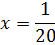 x = 1/20